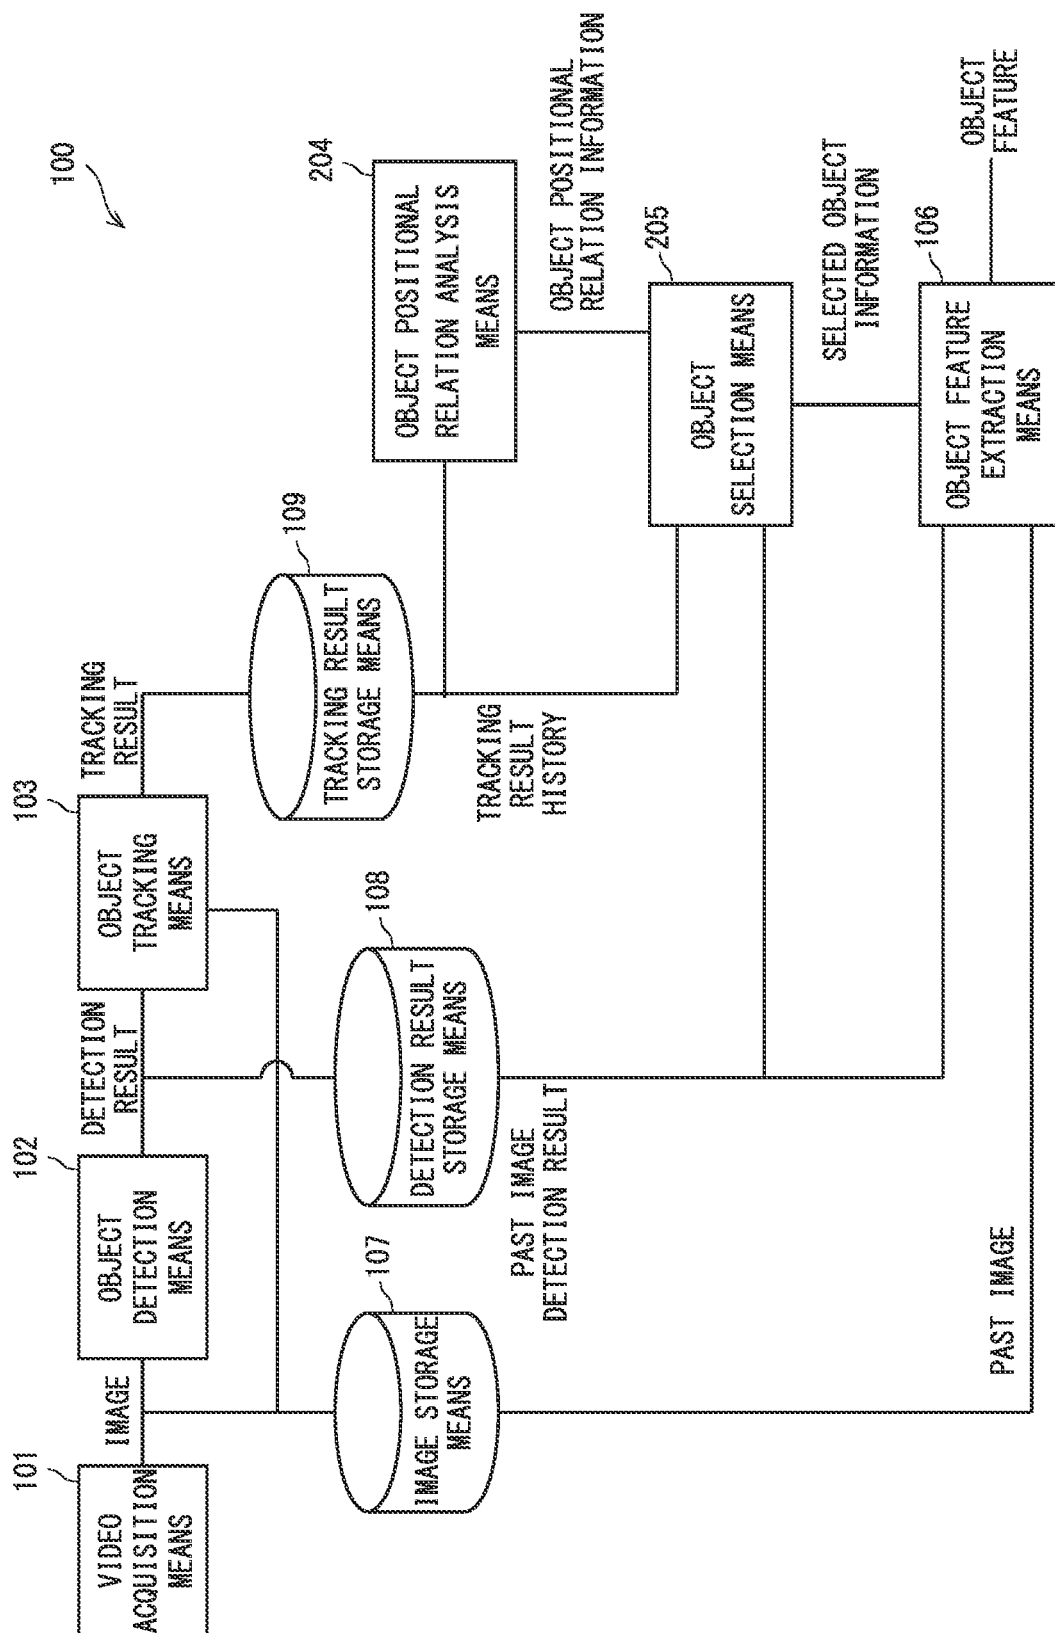 100
101
VIDEO
ACQUISITION
MEANS
IMAGE
102
OBJECT
DETECTION
MEANS
DETECTION
RESULT
103
OBJECT
TRACKING
MEANS
TRACKING
RESULT
107
IMAGE STORAGE
MEANS
108
DETECTION RESULT
STORAGE MEANS
109
TRACKING RESULT
STORAGE MEANS
204
OBJECT POSITIONAL
RELATION ANALYSIS
MEANS
PAST IMAGE
DETECTION RESULT
TRACKING
RESULT
HISTORY
OBJECT POSITIONAL
RELATION INFORMATION
205
OBJECT
SELECTION MEANS
SELECTED OBJECT
INFORMATION
PAST IMAGE
106
OBJECT FEATURE
EXTRACTION
MEANS
OBJECT
FEATURE